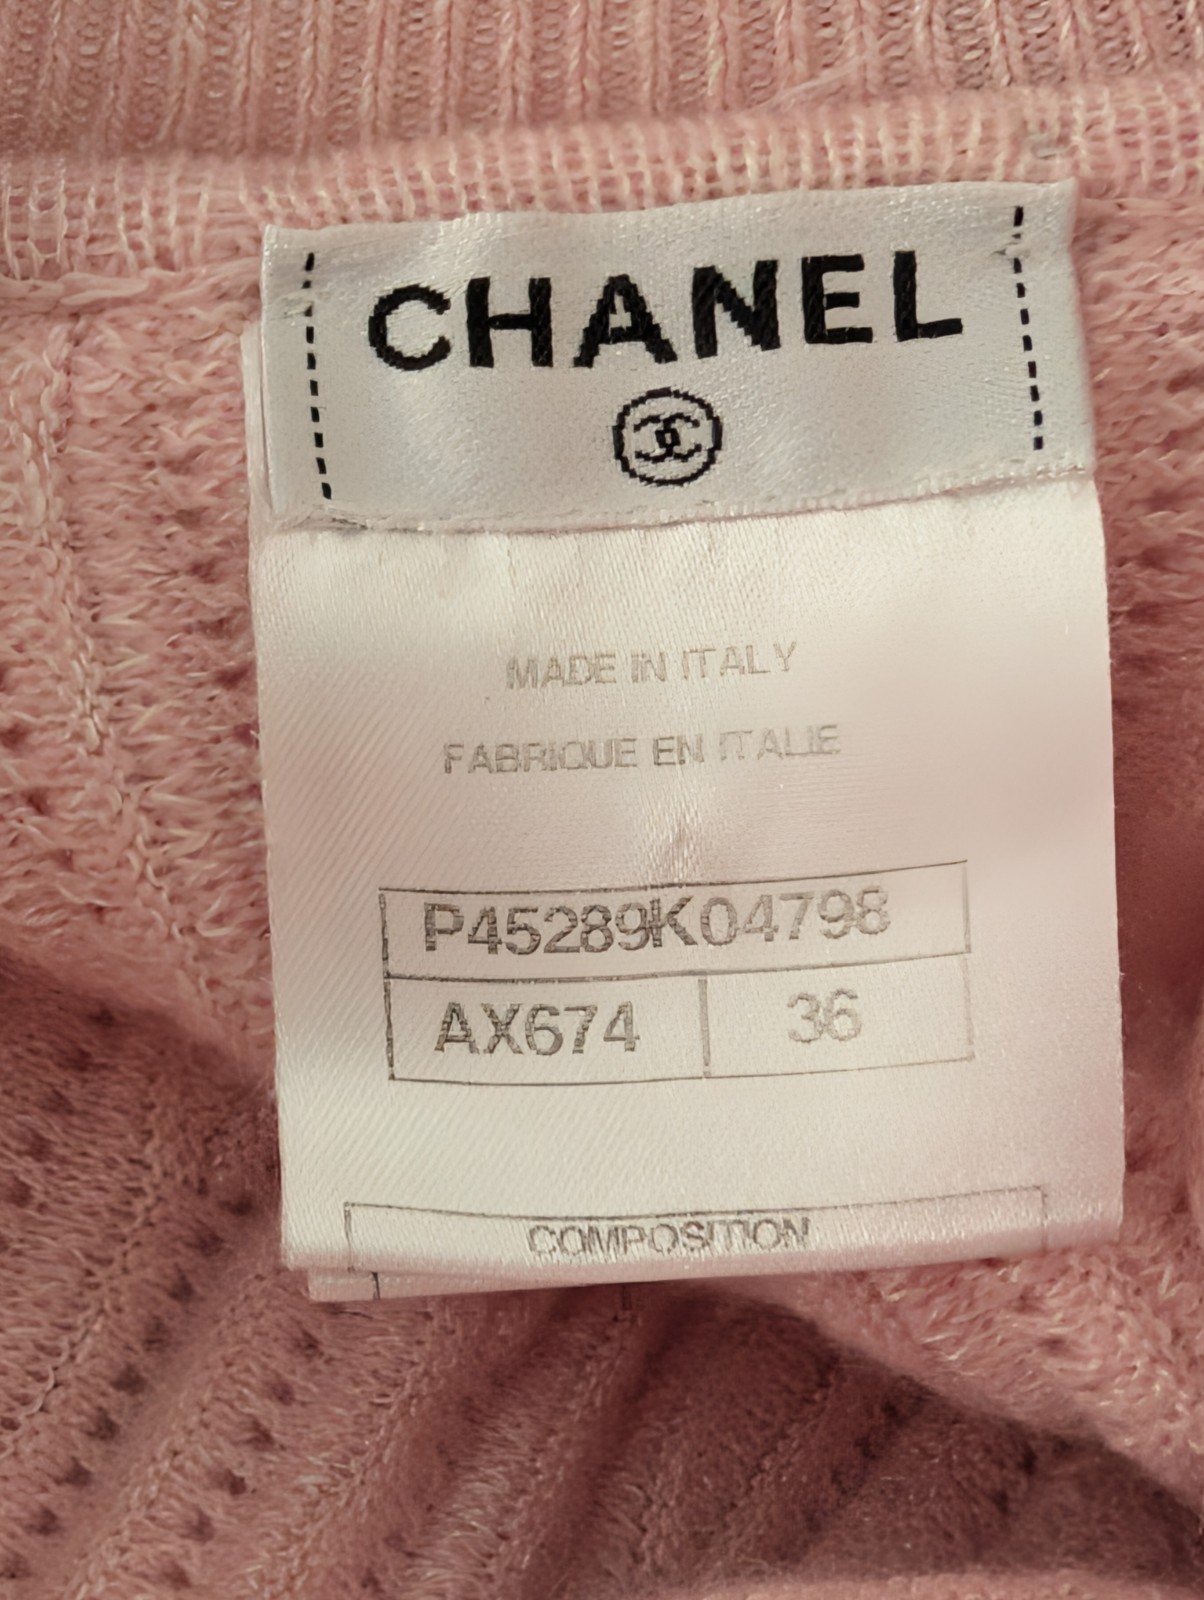 CHANEL
MADE IN ITALY
FABRIQUE EN ITALIE
P45289K04798
AX674 36
COMPOSITION